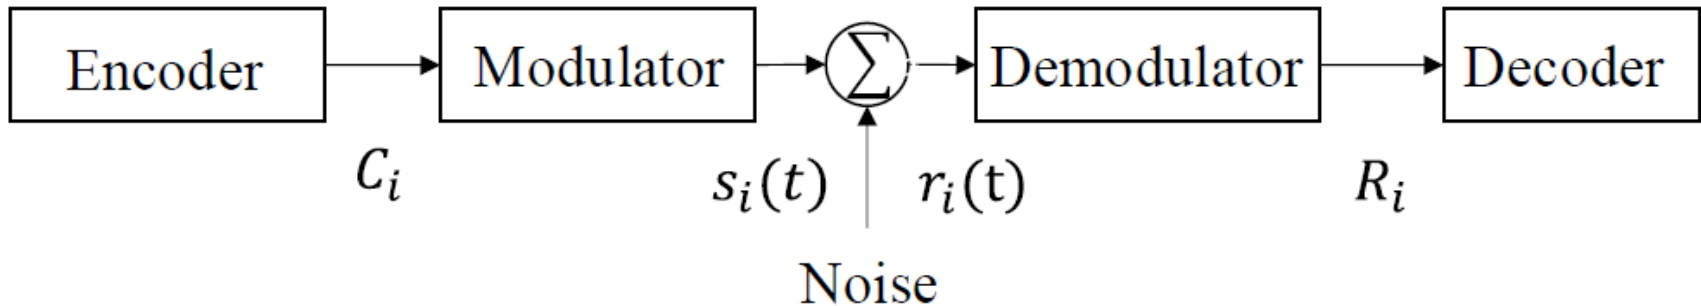 Encoder
Modulator
∑
Demodulator
Decoder
C_i
s_i(t)
r_i(t)
R_i
Noise